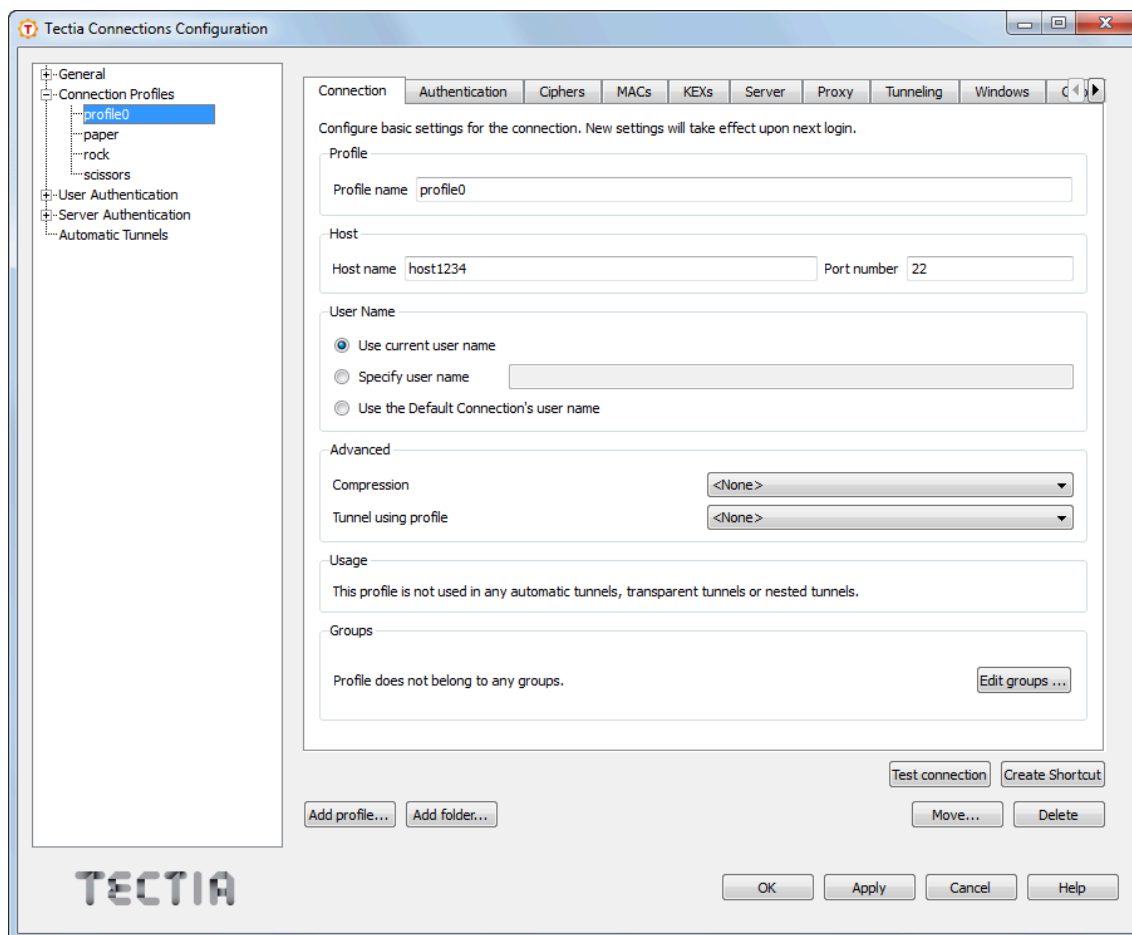 Tectia Connections Configuration
General
Connection Profiles
profile0
paper
rock
scissors
User Authentication
Server Authentication
Automatic Tunnels
Connection Authentication Ciphers MACs KEXs Server Proxy Tunneling Windows
Configure basic settings for the connection. New settings will take effect upon next login.
Profile
Profile name profile0
Host
Host name host1234 Port number 22
User Name
Use current user name
Specify user name
Use the Default Connection's user name
Advanced
Compression <None>
Tunnel using profile <None>
Usage
This profile is not used in any automatic tunnels, transparent tunnels or nested tunnels.
Groups
Profile does not belong to any groups. Edit groups ...
Test connection Create Shortcut
Add profile... Add folder... Move... Delete
TECTIA OK Apply Cancel Help